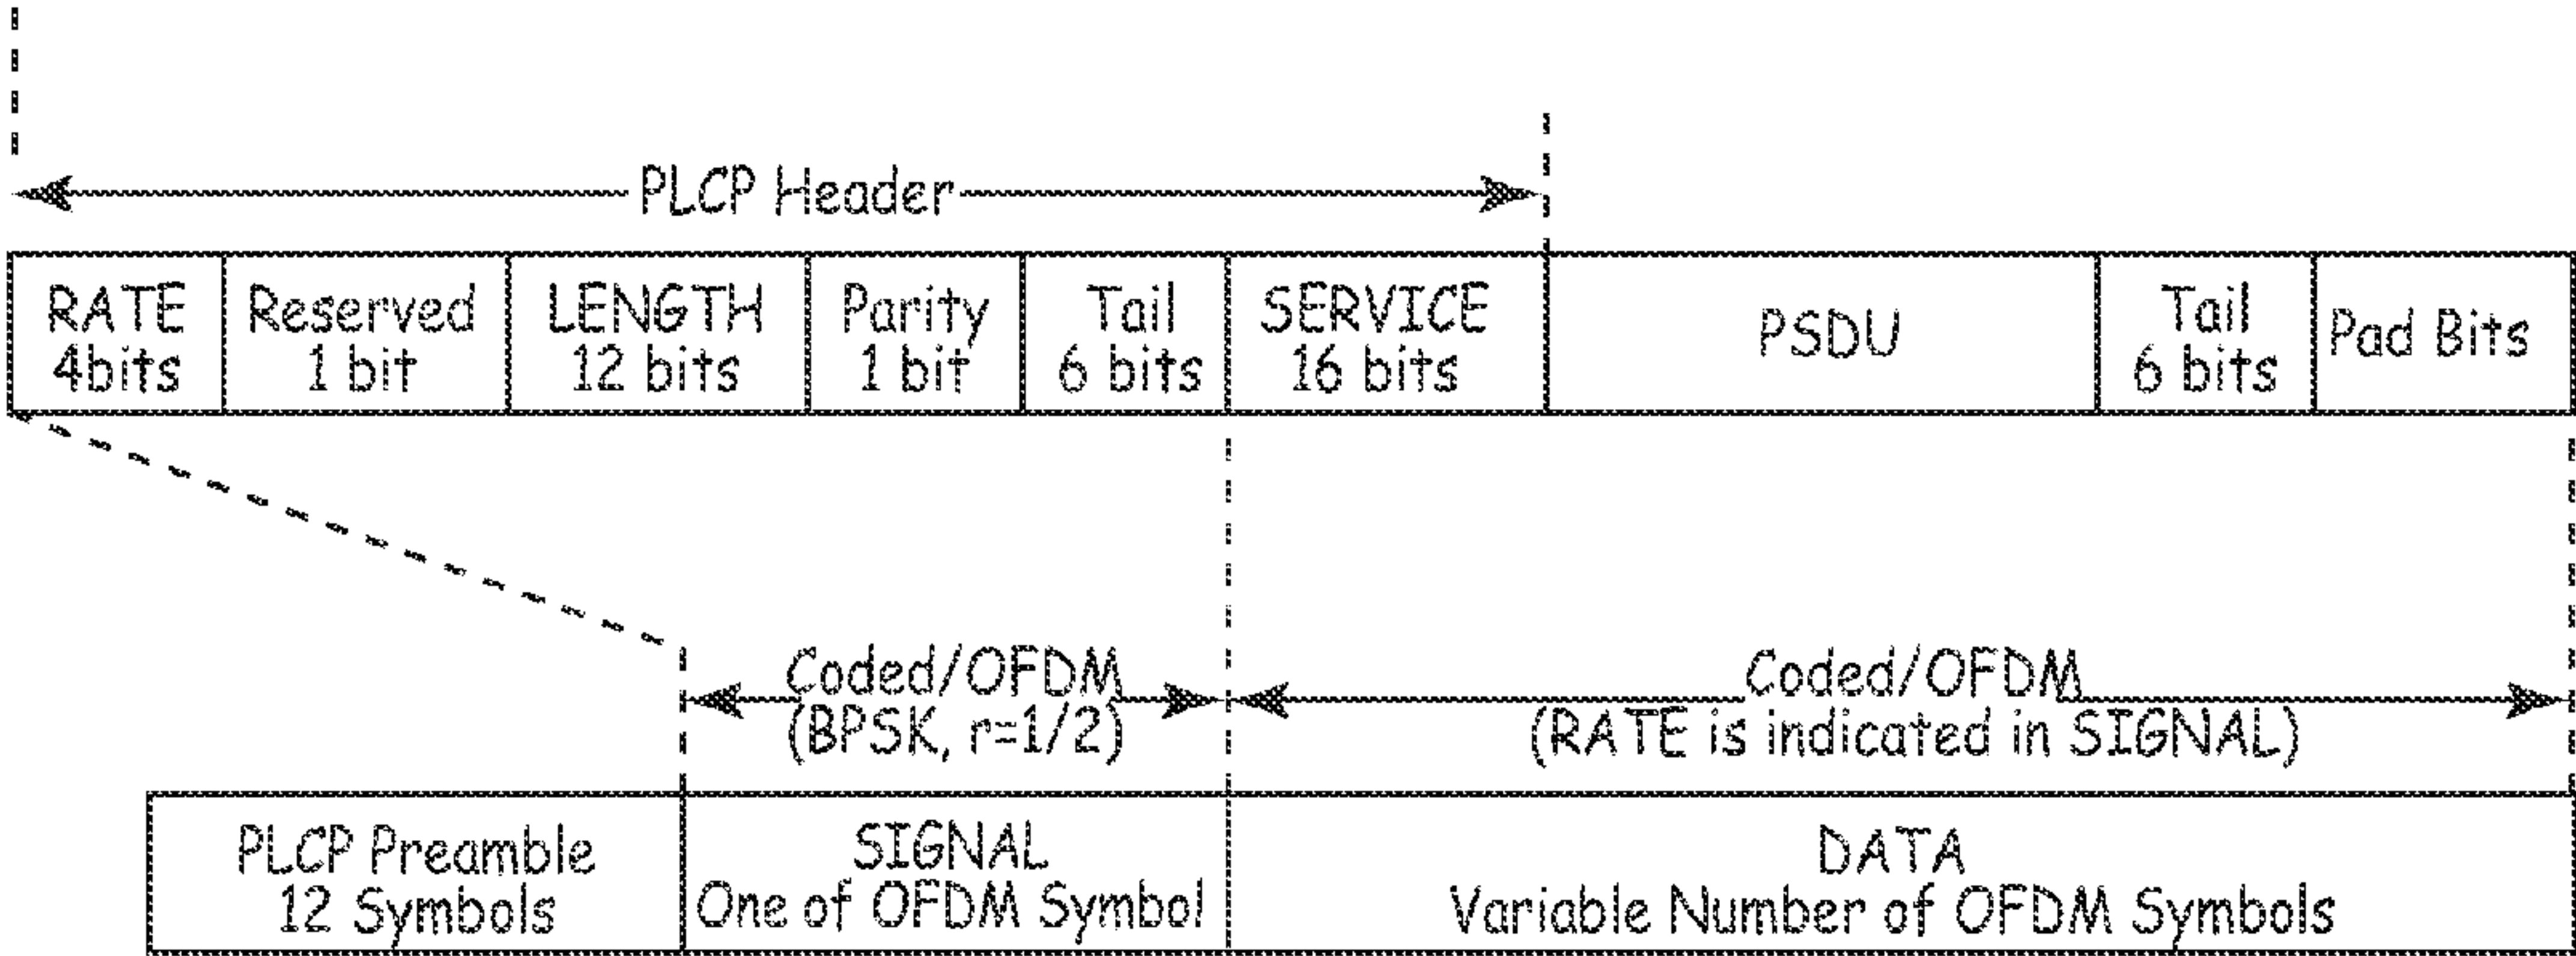 PLCP Header
RATE
4bits
Reserved
1 bit
LENGTH
12 bits
Parity
1 bit
Tail
6 bits
SERVICE
16 bits
PSDU
Tail
6 bits
Pad Bits
Coded/OFDM
(BPSK, r=1/2)
Coded/OFDM
(RATE is indicated in SIGNAL)
PLCP Preamble
12 Symbols
SIGNAL
One of OFDM Symbol
DATA
Variable Number of OFDM Symbols